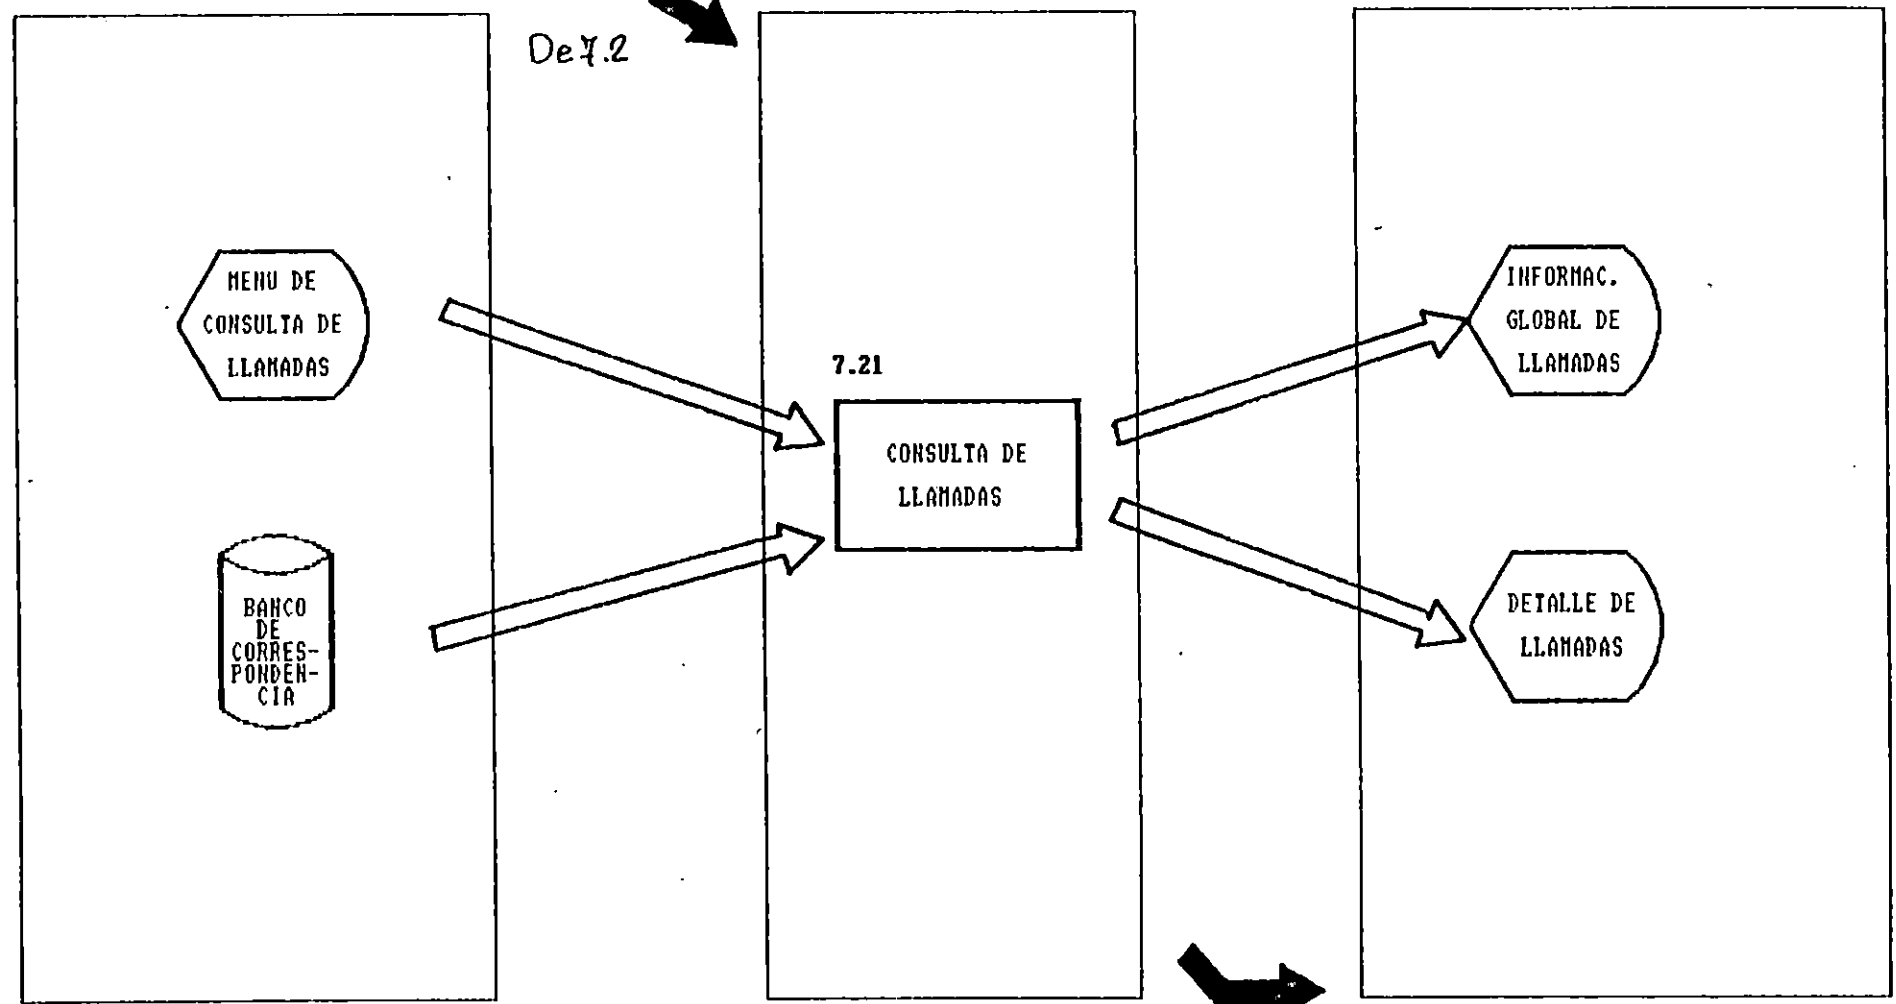 De 7.2
MENU DE
CONSULTA DE
LLAMADAS
BANCO
DE
CORRES-
PONDEN-
CIA
7.21
CONSULTA DE
LLAMADAS
INFORMAC.
GLOBAL DE
LLAMADAS
DETALLE DE
LLAMADAS